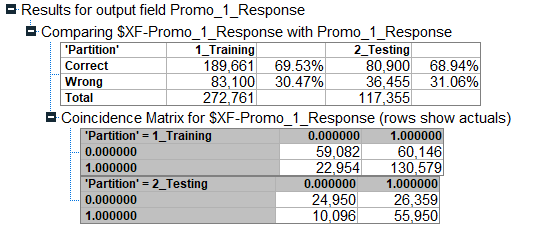 Results for output field Promo_1_Response
Comparing $XF-Promo_1_Response with Promo_1_Response
'Partition' 1_Training 2_Testing
Correct 189,661 69.53% 80,900 68.94%
Wrong 83,100 30.47% 36,455 31.06%
Total 272,761 117,355
Coincidence Matrix for $XF-Promo_1_Response (rows show actuals)
'Partition' = 1_Training 0.000000 1.000000
0.000000 59,082 60,146
1.000000 22,954 130,579
'Partition' = 2_Testing 0.000000 1.000000
0.000000 24,950 26,359
1.000000 10,096 55,950